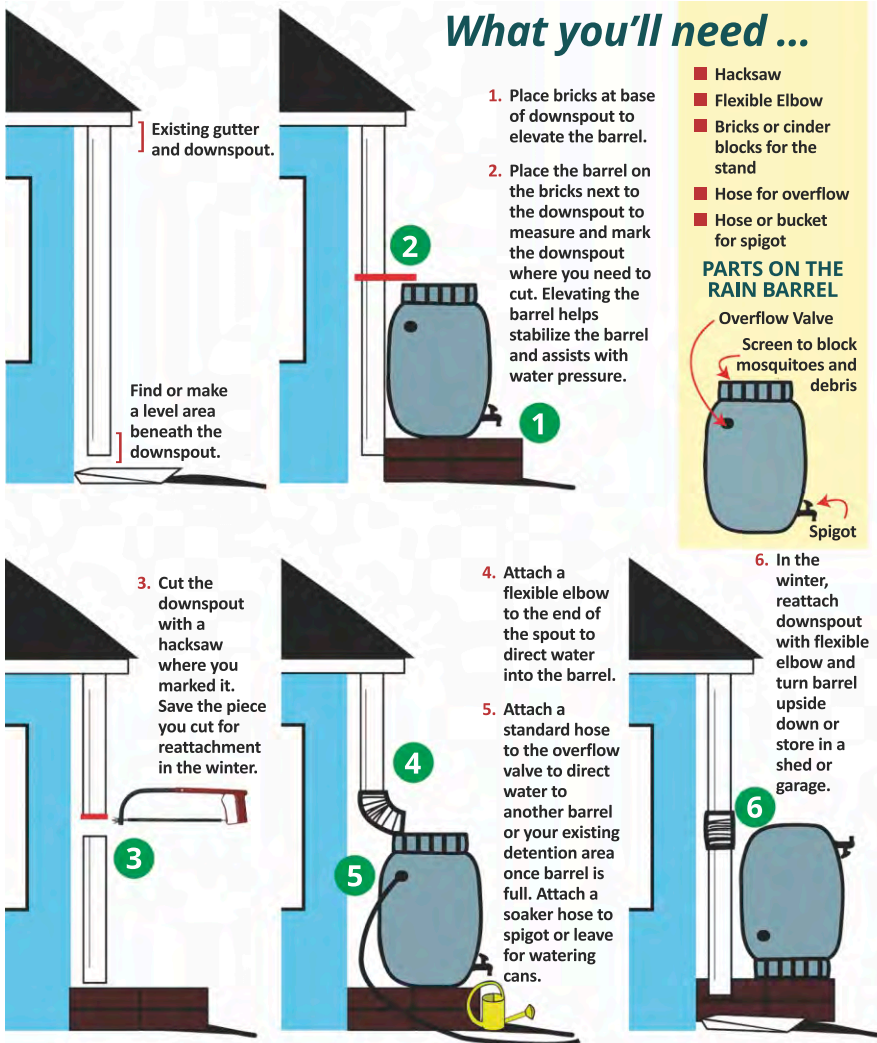 What you'll need ...
Existing gutter
and downspout.
Find or make
a level area
beneath the
downspout.
1. Place bricks at base
of downspout to
elevate the barrel.
2. Place the barrel on
the bricks next to
the downspout to
measure and mark
the downspout
where you need to
cut. Elevating the
barrel helps
stabilize the barrel
and assists with
water pressure.
2
1
Hacksaw
Flexible Elbow
Bricks or cinder
blocks for the
stand
Hose for overflow
Hose or bucket
for spigot
PARTS ON THE
RAIN BARREL
Overflow Valve
Screen to block
mosquitoes and
debris
Spigot
3. Cut the
downspout
with a
hacksaw
where you
marked it.
Save the piece
you cut for
reattachment
in the winter.
3
4. Attach a
flexible elbow
to the end of
the spout to
direct water
into the barrel.
5. Attach a
standard hose
to the overflow
valve to direct
water to
another barrel
or your existing
detention area
once barrel is
full. Attach a
soaker hose to
spigot or leave
for watering
cans.
4
5
6. In the
winter,
reattach
downspout
with flexible
elbow and
turn barrel
upside
down or
store in a
shed or
garage.
6